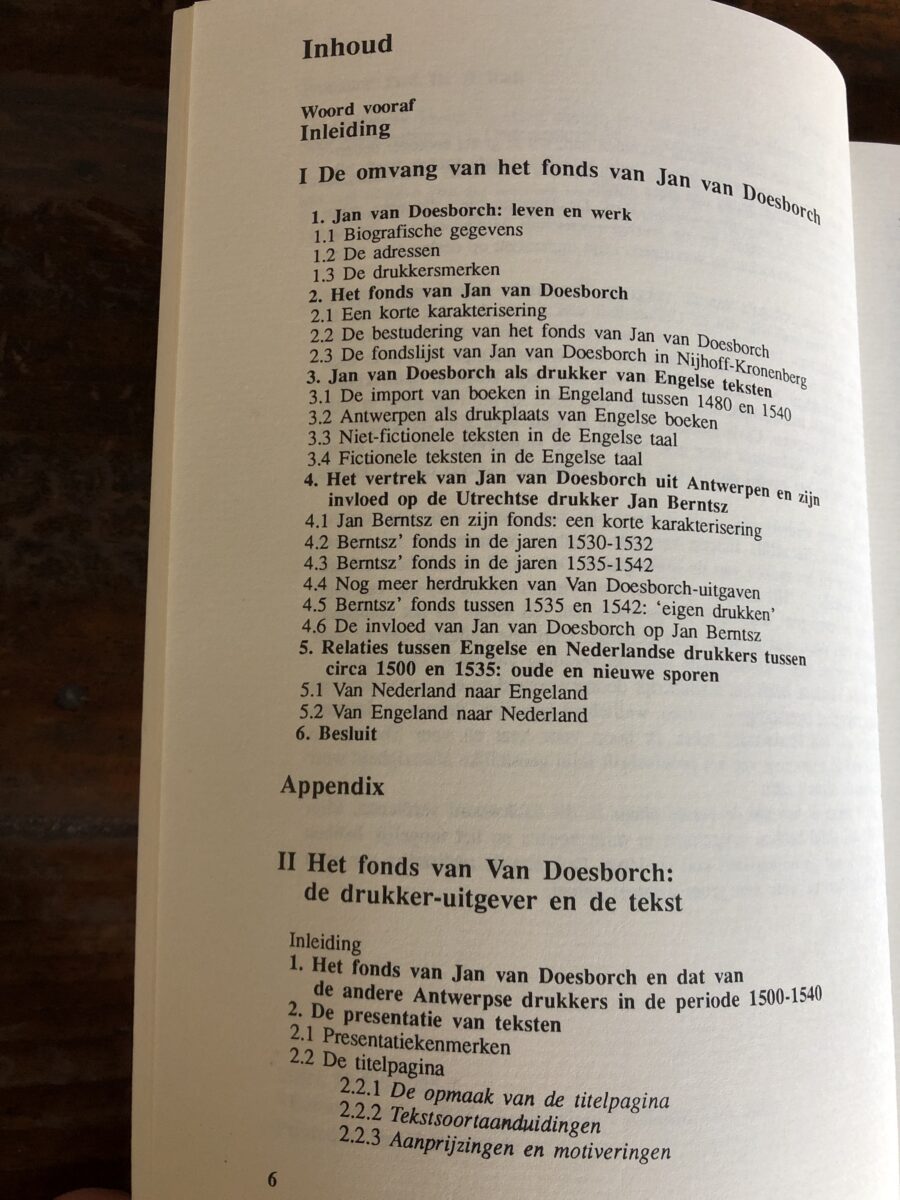 Inhoud
Woord vooraf
Inleiding
I De omvang van het fonds van Jan van Doesborch
1. Jan van Doesborch: leven en werk
1.1 Biografische gegevens
1.2 De adressen
1.3 De drukkersmerken
2. Het fonds van Jan van Doesborch
2.1 Een korte karakterisering
2.2 De bestudering van het fonds van Jan van Doesborch
2.3 De fondslijst van Jan van Doesborch in Nijhoff-Kronenberg
3. Jan van Doesborch als drukker van Engelse teksten
3.1 De import van boeken in Engeland tussen 1480 en 1540
3.2 Antwerpen als drukplaats van Engelse boeken
3.3 Niet-fictionele teksten in de Engelse taal
3.4 Fictionele teksten in de Engelse taal
4. Het vertrek van Jan van Doesborch uit Antwerpen en zijn
invloed op de Utrechtse drukker Jan Berntsz
4.1 Jan Berntsz en zijn fonds: een korte karakterisering
4.2 Berntsz’ fonds in de jaren 1530-1532
4.3 Berntsz’ fonds in de jaren 1535-1542
4.4 Nog meer herdrukken van Van Doesborch-uitgaven
4.5 Berntsz’ fonds tussen 1535 en 1542: ‘eigen drukken’
4.6 De invloed van Jan van Doesborch op Jan Berntsz
5. Relaties tussen Engelse en Nederlandse drukkers tussen
circa 1500 en 1535: oude en nieuwe sporen
5.1 Van Nederland naar Engeland
5.2 Van Engeland naar Nederland
6. Besluit
Appendix
II Het fonds van Van Doesborch:
de drukker-uitgever en de tekst
Inleiding
1. Het fonds van Jan van Doesborch en dat van
de andere Antwerpse drukkers in de periode 1500-1540
2. De presentatie van teksten
2.1 Presentatiekenmerken
2.2 De titelpagina
2.2.1 De opmaak van de titelpagina
2.2.2 Tekstsoortaanduidingen
2.2.3 Aanprijzingen en motiveringen
6